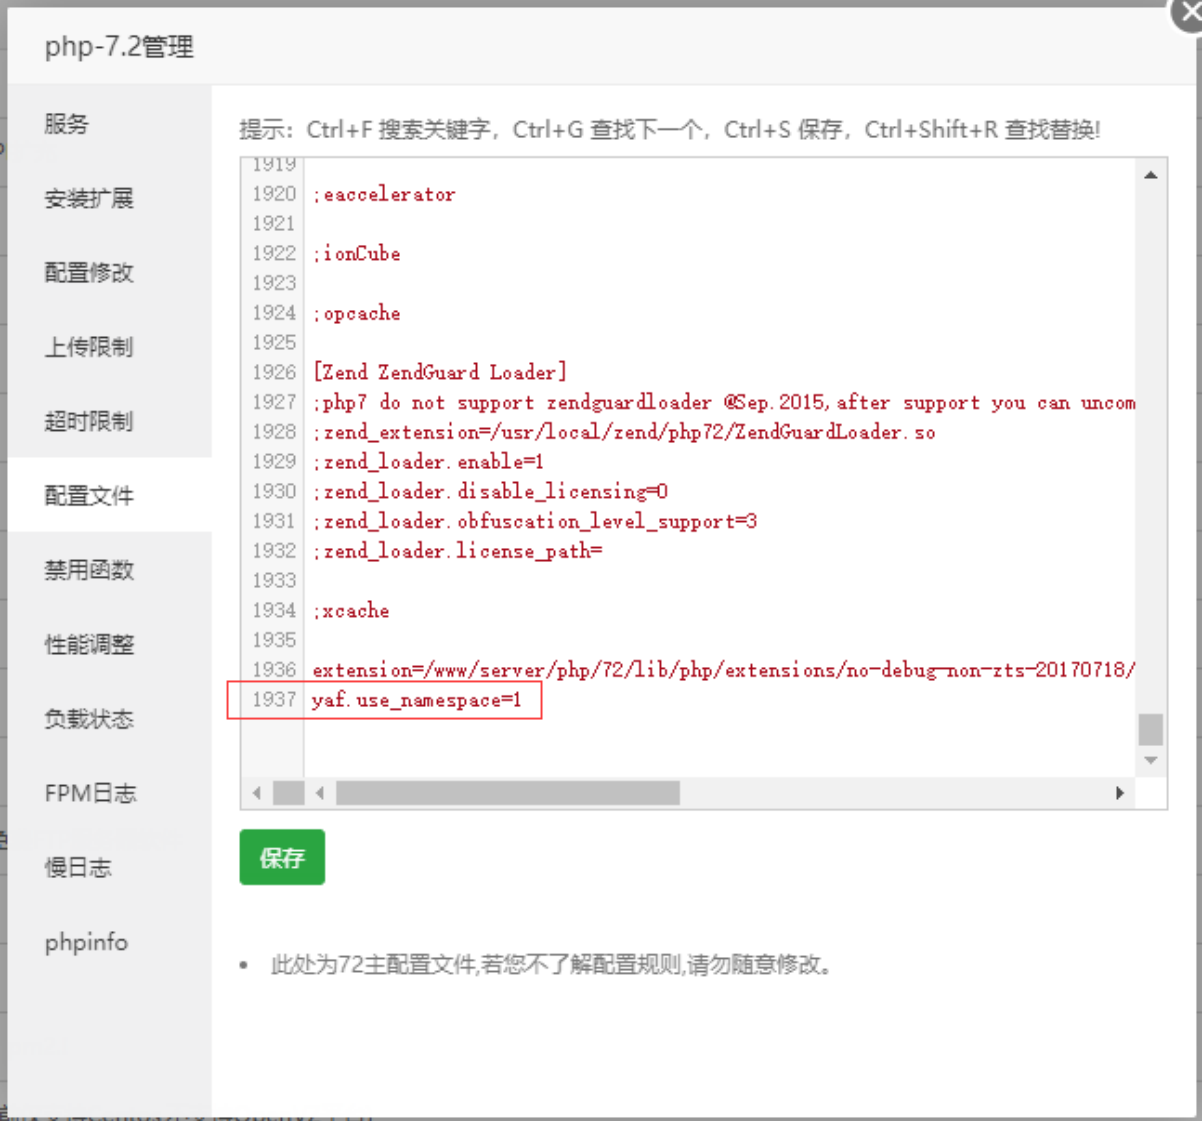 php-7.2管理
服务
安装扩展
配置修改
上传限制
超时限制
配置文件
禁用函数
性能调整
负载状态
FPM日志
慢日志
phpinfo
提示：Ctrl+F 搜索关键字，Ctrl+G 查找下一个，Ctrl+S 保存，Ctrl+Shift+R 查找替换!
1919
1920 ;eaccelerator
1921
1922 ;ionCube
1923
1924 ;opcache
1925
1926 [Zend ZendGuard Loader]
1927 ;php7 do not support zendguardloader @Sep.2015,after support you can uncom
1928 ;zend_extension=/usr/local/zend/php72/ZendGuardLoader.so
1929 ;zend_loader.enable=1
1930 ;zend_loader.disable_licensing=0
1931 ;zend_loader.obfuscation_level_support=3
1932 ;zend_loader.license_path=
1933
1934 ;xcache
1935
1936 extension=/www/server/php/72/lib/php/extensions/no-debug-non-zts-20170718/
1937 yaf.use_namespace=1
保存
此处为72主配置文件,若您不了解配置规则,请勿随意修改。